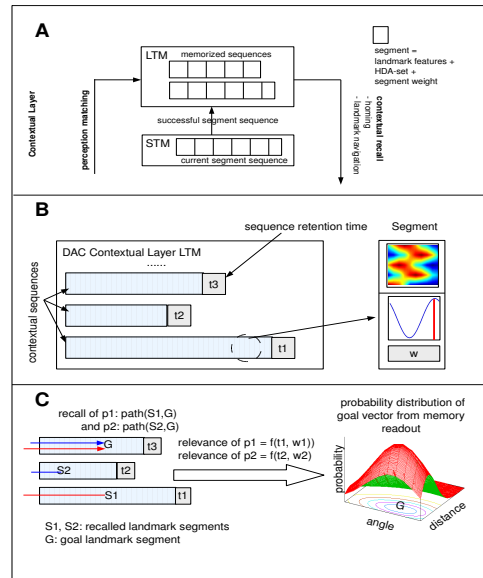 A
LTM
memorized sequences
successful segment sequence
STM
current segment sequence
Contextual Layer
perception matching
contextual recall
- homing
- landmark navigation
segment =
landmark features +
HDA-set +
segment weight
B
sequence retention time
Segment
DAC Contextual Layer LTM
......
contextual sequences
t3
t2
t1
w
C
recall of p1: path(S1,G)
and p2: path(S2,G)
G
t3
S2
t2
S1
t1
relevance of p1 = f(t1, w1))
relevance of p2 = f(t2, w2)
probability distribution of
goal vector from memory
readout
probability
angle
distance
G
S1, S2: recalled landmark segments
G: goal landmark segment